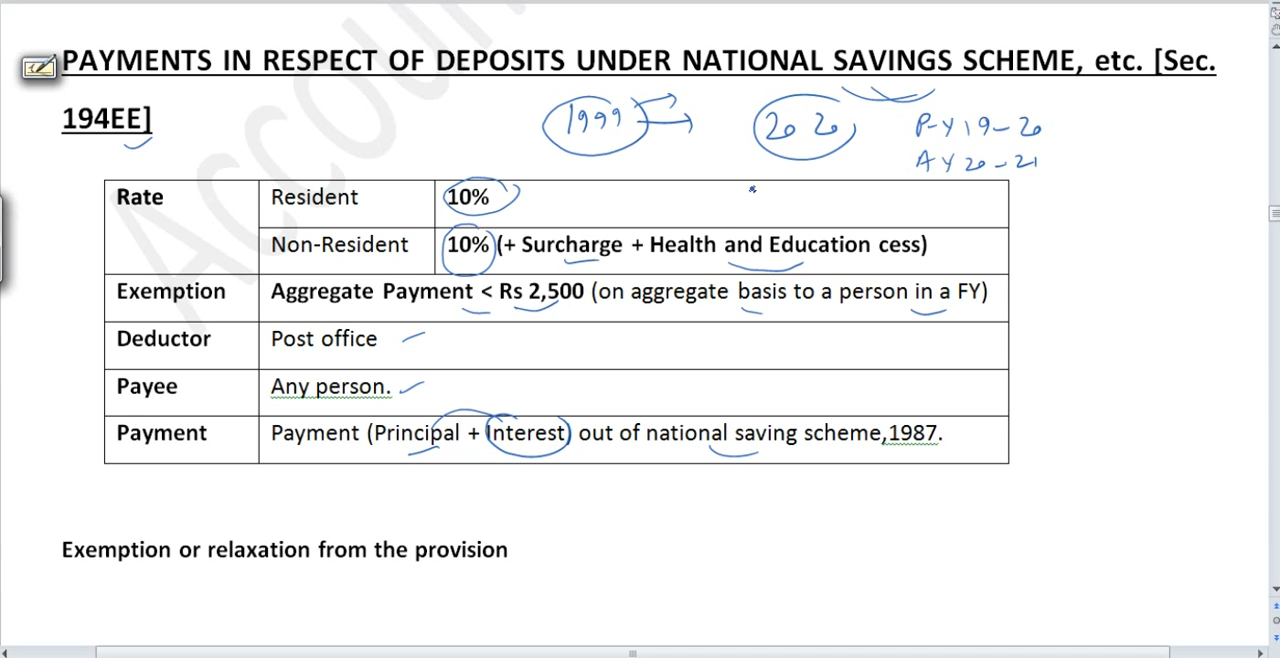 PAYMENTS IN RESPECT OF DEPOSITS UNDER NATIONAL SAVINGS SCHEME, etc. [Sec.
194EE]
1999
2020
P-Y 19-20
AY 20-21
Rate Resident 10%
Non-Resident 10% (+ Surcharge + Health and Education cess)
Exemption Aggregate Payment < Rs 2,500 (on aggregate basis to a person in a FY)
Deductor Post office
Payee Any person.
Payment Payment (Principal + Interest) out of national saving scheme,1987.
Exemption or relaxation from the provision